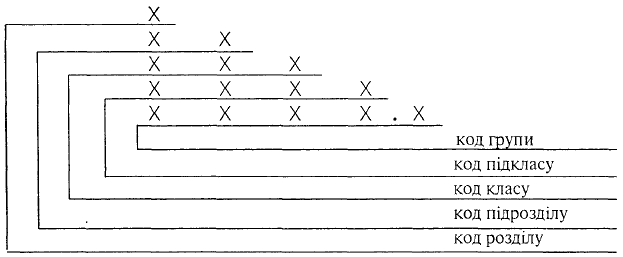 X
X X
X X X
X X X X
X X X X . X
код групи
код підкласу
код класу
код підрозділу
код розділу